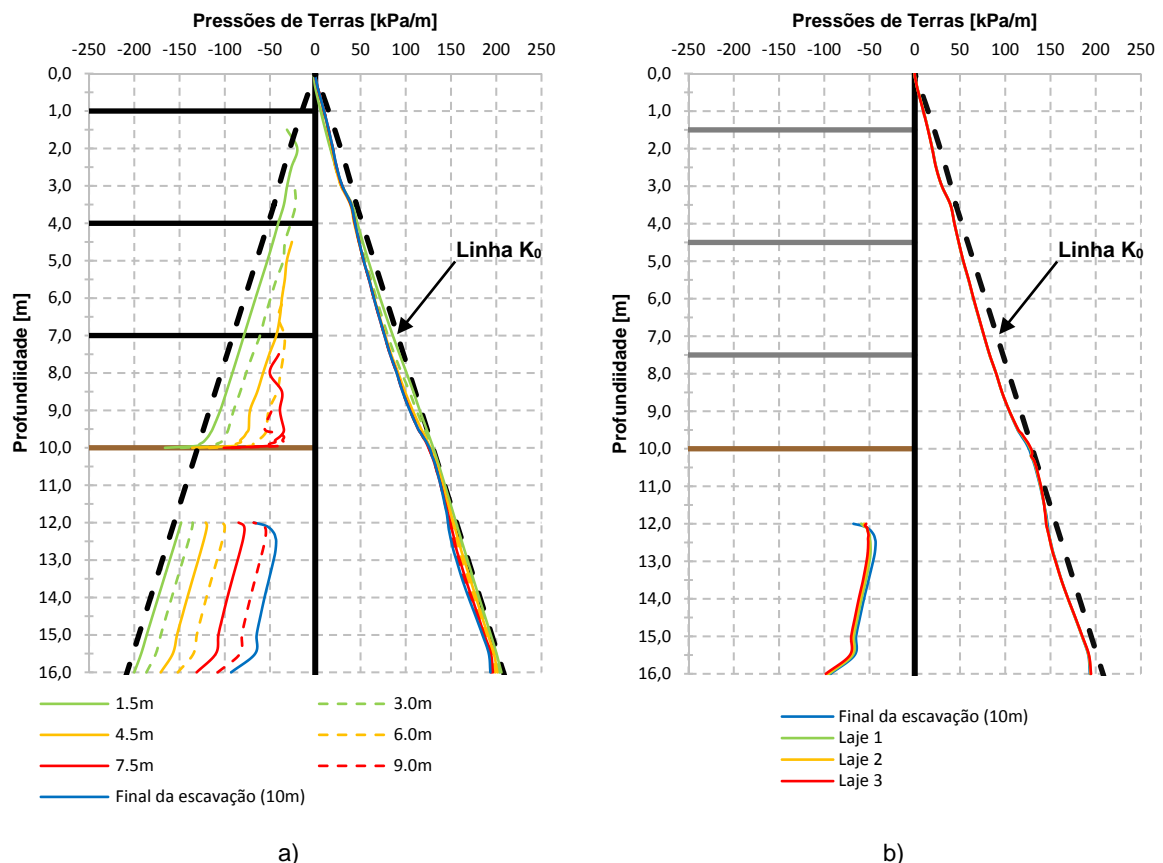 Pressões de Terras [kPa/m]
-250 -200 -150 -100 -50 0 50 100 150 200 250
Profundiidade [m]
0,0
1,0
2,0
3,0
4,0
5,0
6,0
7,0
8,0
9,0
10,0
11,0
12,0
13,0
14,0
15,0
16,0
Linha K₀
1.5m 3.0m
4.5m 6.0m
7.5m 9.0m
Final da escavação (10m)
a)
Pressões de Terras [kPa/m]
-250 -200 -150 -100 -50 0 50 100 150 200 250
Profundiidade [m]
0,0
1,0
2,0
3,0
4,0
5,0
6,0
7,0
8,0
9,0
10,0
11,0
12,0
13,0
14,0
15,0
16,0
Linha K₀
Final da escavação (10m)
Laje 1
Laje 2
Laje 3
b)